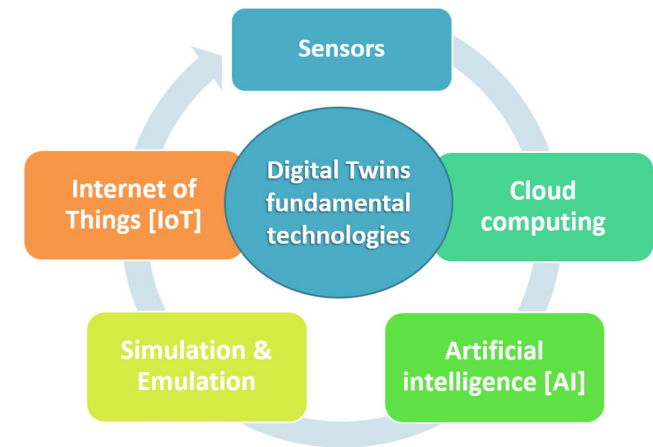 Sensors
Digital Twins
fundamental
technologies
Internet of
Things [IoT]
Cloud
computing
Simulation &
Emulation
Artificial
intelligence [AI]